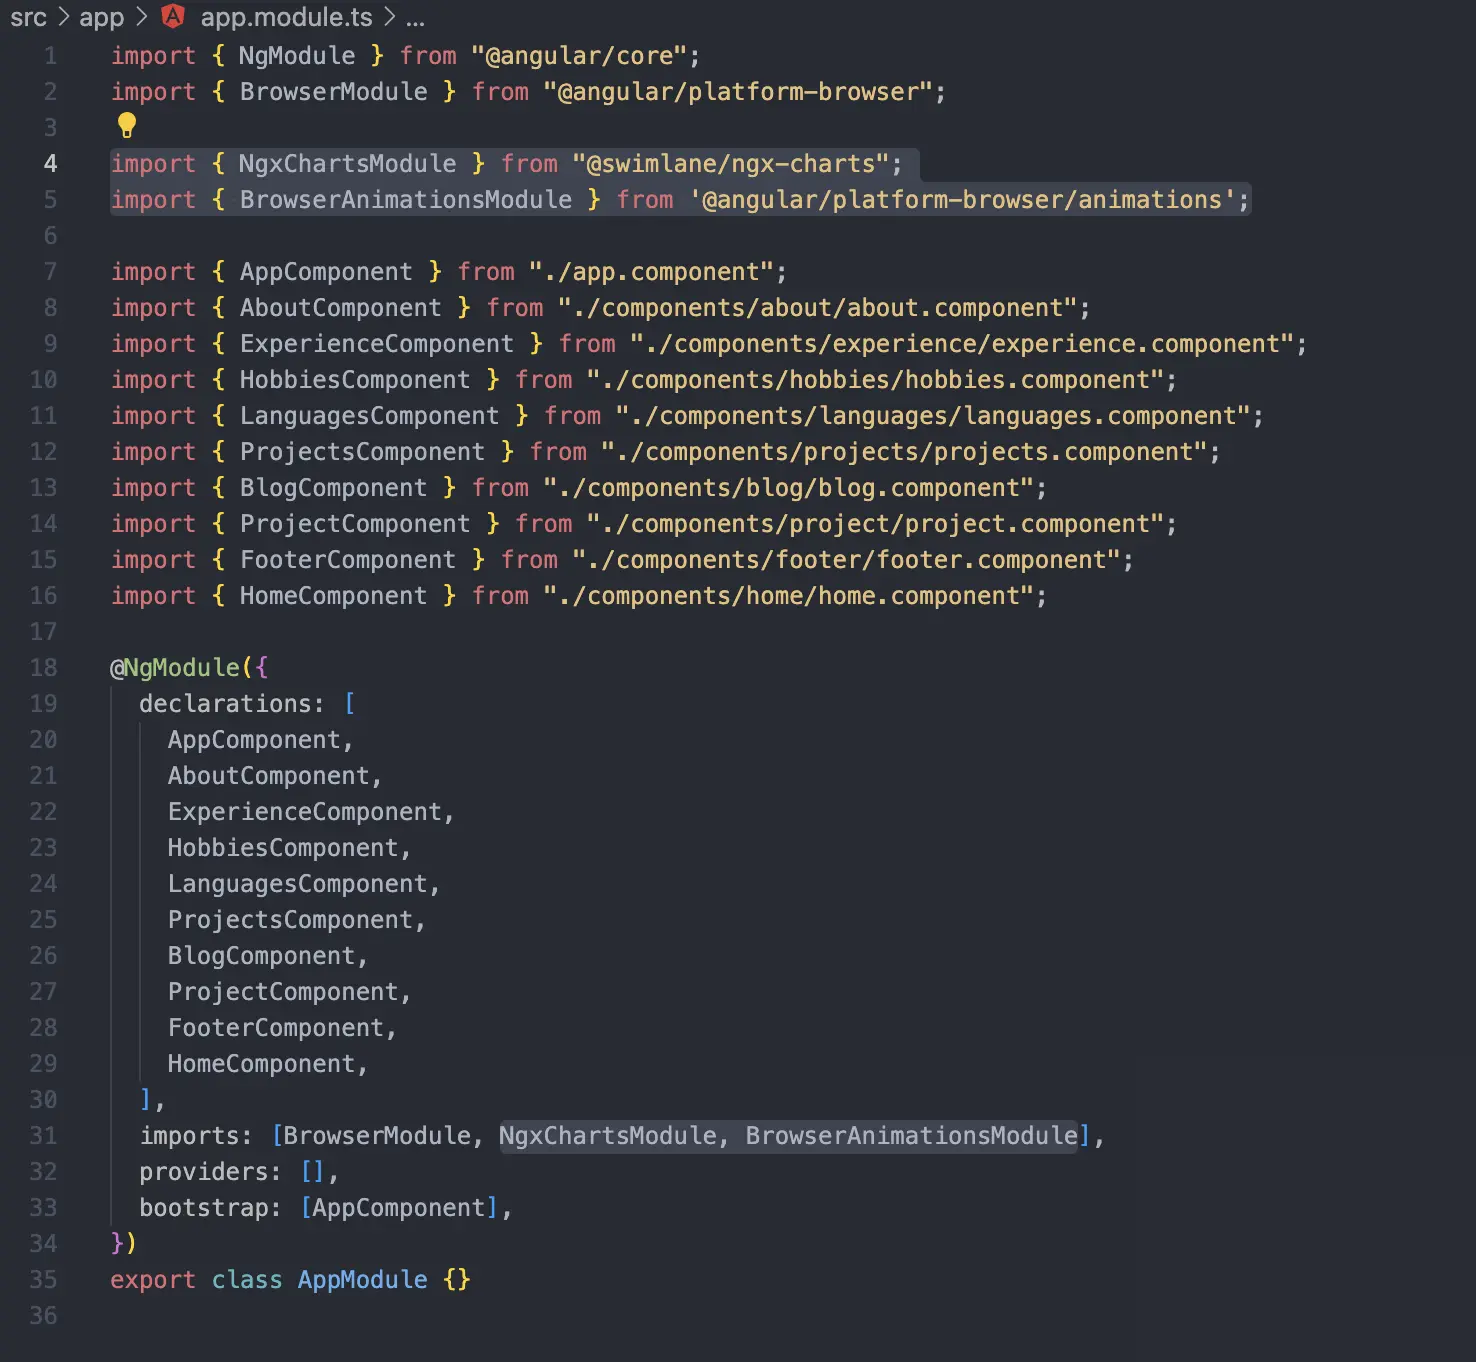 src > app > app.module.ts > ...
1 import { NgModule } from "@angular/core";
2 import { BrowserModule } from "@angular/platform-browser";
3
4 import { NgxChartsModule } from "@swimlane/ngx-charts";
5 import { BrowserAnimationsModule } from '@angular/platform-browser/animations';
6
7 import { AppComponent } from "./app.component";
8 import { AboutComponent } from "./components/about/about.component";
9 import { ExperienceComponent } from "./components/experience/experience.component";
10 import { HobbiesComponent } from "./components/hobbies/hobbies.component";
11 import { LanguagesComponent } from "./components/languages/languages.component";
12 import { ProjectsComponent } from "./components/projects/projects.component";
13 import { BlogComponent } from "./components/blog/blog.component";
14 import { ProjectComponent } from "./components/project/project.component";
15 import { FooterComponent } from "./components/footer/footer.component";
16 import { HomeComponent } from "./components/home/home.component";
17
18 @NgModule({
19   declarations: [
20     AppComponent,
21     AboutComponent,
22     ExperienceComponent,
23     HobbiesComponent,
24     LanguagesComponent,
25     ProjectsComponent,
26     BlogComponent,
27     ProjectComponent,
28     FooterComponent,
29     HomeComponent,
30   ],
31   imports: [BrowserModule, NgxChartsModule, BrowserAnimationsModule],
32   providers: [],
33   bootstrap: [AppComponent],
34 })
35 export class AppModule {}
36